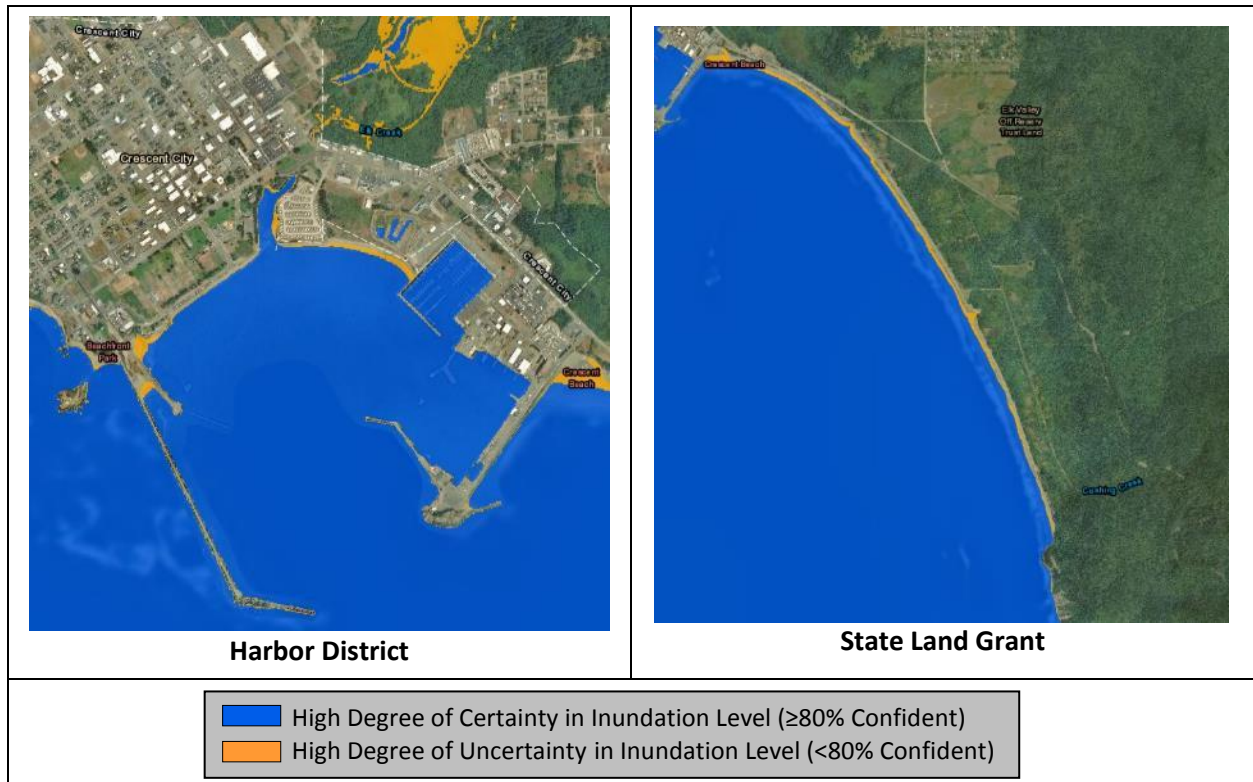 Crescent City
Elk Creek
Crescent City
Crescent City
Beachfront
Park
Crescent
Beach
Harbor District
Crescent Beach
Elk Valley
Off-Reserv
Trust Land
Cushing Creek
State Land Grant
High Degree of Certainty in Inundation Level (≥80% Confident)
High Degree of Uncertainty in Inundation Level (<80% Confident)